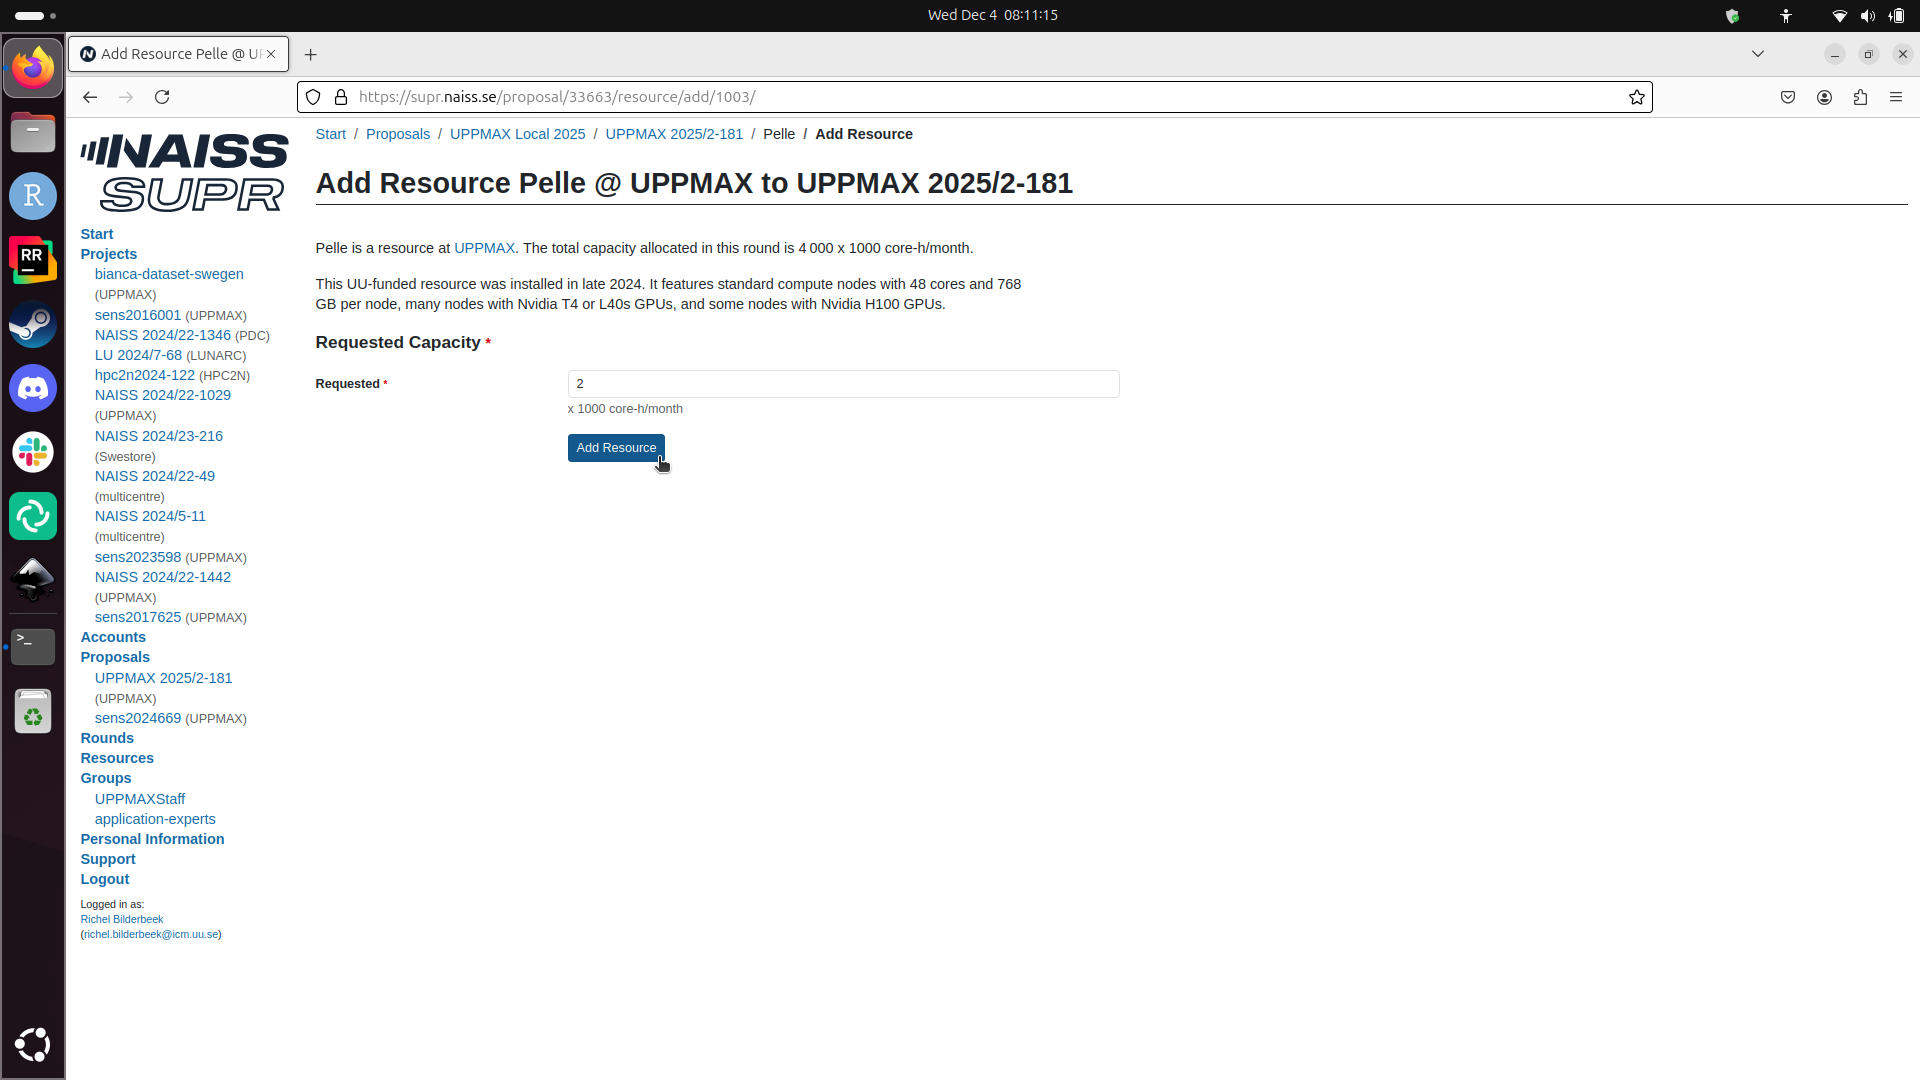 Wed Dec 4 08:11:15
Add Resource Pelle @ UP
https://supr.naiss.se/proposal/33663/resource/add/1003/
NAISS
SUPR
Start
Projects
bianca-dataset-swegen
(UPPMAX)
sens2016001 (UPPMAX)
NAISS 2024/22-1346 (PDC)
LU 2024/7-68 (LUNARC)
hpc2n2024-122 (HPC2N)
NAISS 2024/22-1029
(UPPMAX)
NAISS 2024/23-216
(Swestore)
NAISS 2024/22-49
(multicentre)
NAISS 2024/5-11
(multicentre)
sens2023598 (UPPMAX)
NAISS 2024/22-1442
(UPPMAX)
sens2017625 (UPPMAX)
Accounts
Proposals
UPPMAX 2025/2-181
(UPPMAX)
sens2024669 (UPPMAX)
Rounds
Resources
Groups
UPPMAXStaff
application-experts
Personal Information
Support
Logout
Logged in as:
Richel Bilderbeek
(richel.bilderbeek@icm.uu.se)
Start / Proposals / UPPMAX Local 2025 / UPPMAX 2025/2-181 / Pelle / Add Resource
Add Resource Pelle @ UPPMAX to UPPMAX 2025/2-181
Pelle is a resource at UPPMAX. The total capacity allocated in this round is 4 000 x 1000 core-h/month.
This UU-funded resource was installed in late 2024. It features standard compute nodes with 48 cores and 768
GB per node, many nodes with Nvidia T4 or L40s GPUs, and some nodes with Nvidia H100 GPUs.
Requested Capacity *
Requested *
2
x 1000 core-h/month
Add Resource
R
RR
>_